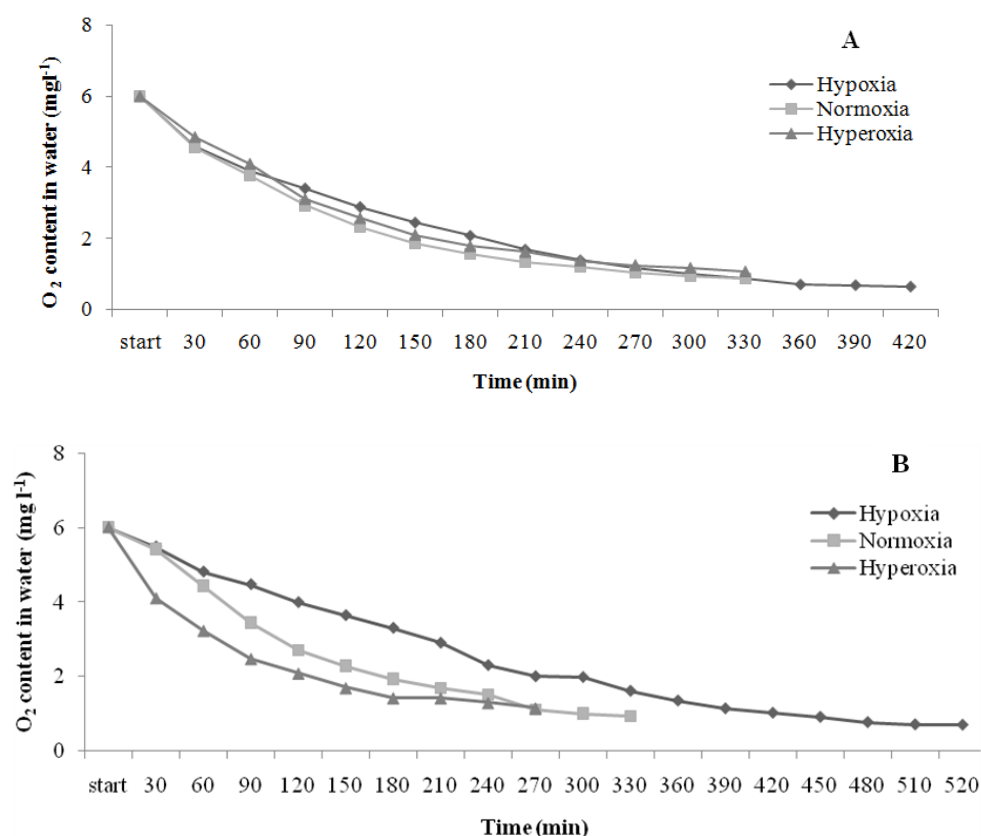 8
A
Hypoxia
Normoxia
Hyperoxia
6
4
2
0
O₂ content in water (mgl⁻¹)
start 30 60 90 120 150 180 210 240 270 300 330 360 390 420
Time (min)
8
B
Hypoxia
Normoxia
Hyperoxia
6
4
2
0
O₂ content in water (mg l⁻¹)
start 30 60 90 120 150 180 210 240 270 300 330 360 390 420 450 480 510 520
Time (min)